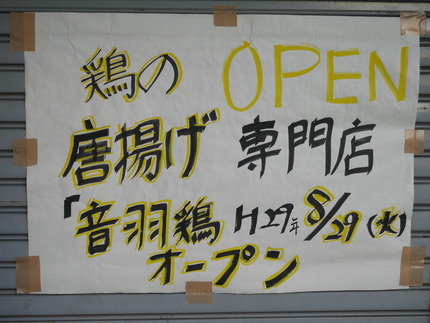 鶏の OPEN
唐揚げ 専門店
「音羽鶏 H29年 8/29(火)
オープン